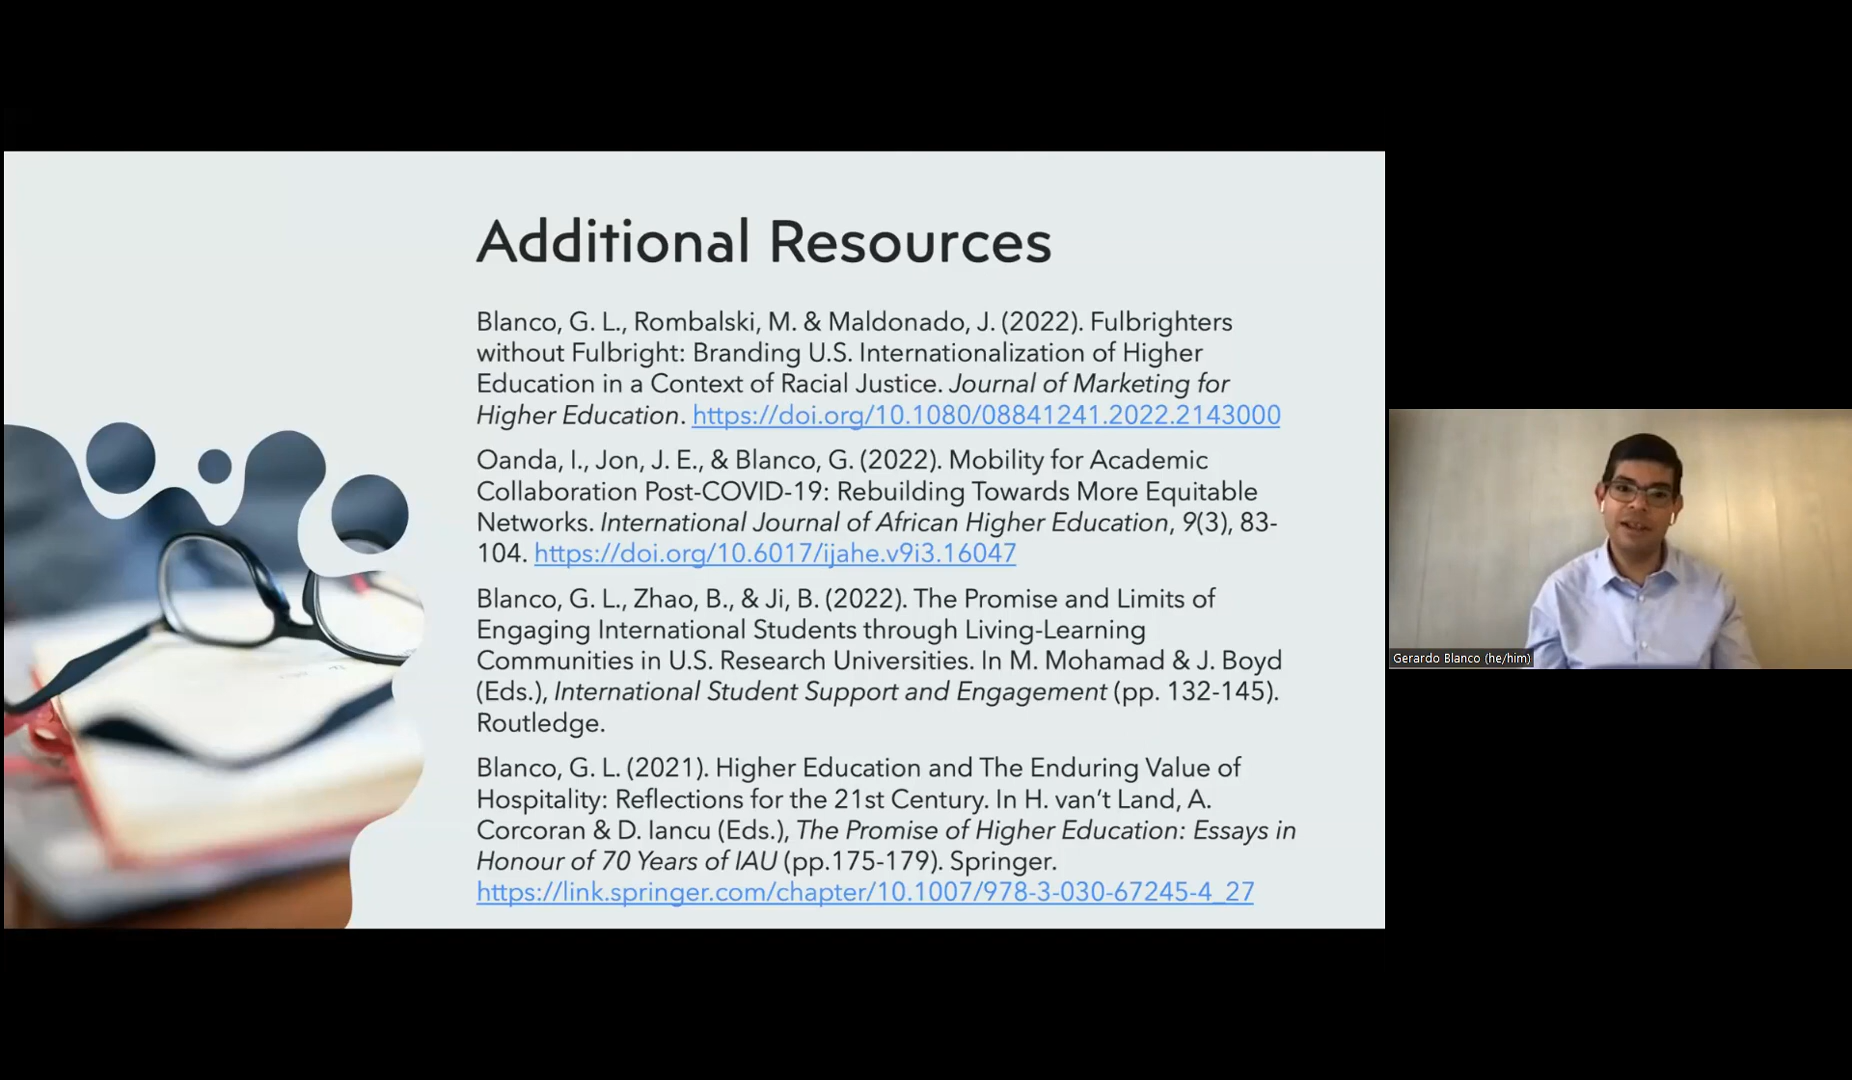 Additional Resources
Blanco, G. L., Rombalski, M. & Maldonado, J. (2022). Fulbrighters
without Fulbright: Branding U.S. Internationalization of Higher
Education in a Context of Racial Justice. Journal of Marketing for
Higher Education. https://doi.org/10.1080/08841241.2022.2143000
Oanda, I., Jon, J. E., & Blanco, G. (2022). Mobility for Academic
Collaboration Post-COVID-19: Rebuilding Towards More Equitable
Networks. International Journal of African Higher Education, 9(3), 83-
104. https://doi.org/10.6017/ijahe.v9i3.16047
Blanco, G. L., Zhao, B., & Ji, B. (2022). The Promise and Limits of
Engaging International Students through Living-Learning
Communities in U.S. Research Universities. In M. Mohamad & J. Boyd
(Eds.), International Student Support and Engagement (pp. 132-145).
Routledge.
Blanco, G. L. (2021). Higher Education and The Enduring Value of
Hospitality: Reflections for the 21st Century. In H. van’t Land, A.
Corcoran & D. Iancu (Eds.), The Promise of Higher Education: Essays in
Honour of 70 Years of IAU (pp.175-179). Springer.
https://link.springer.com/chapter/10.1007/978-3-030-67245-4_27
Gerardo Blanco (he/him)